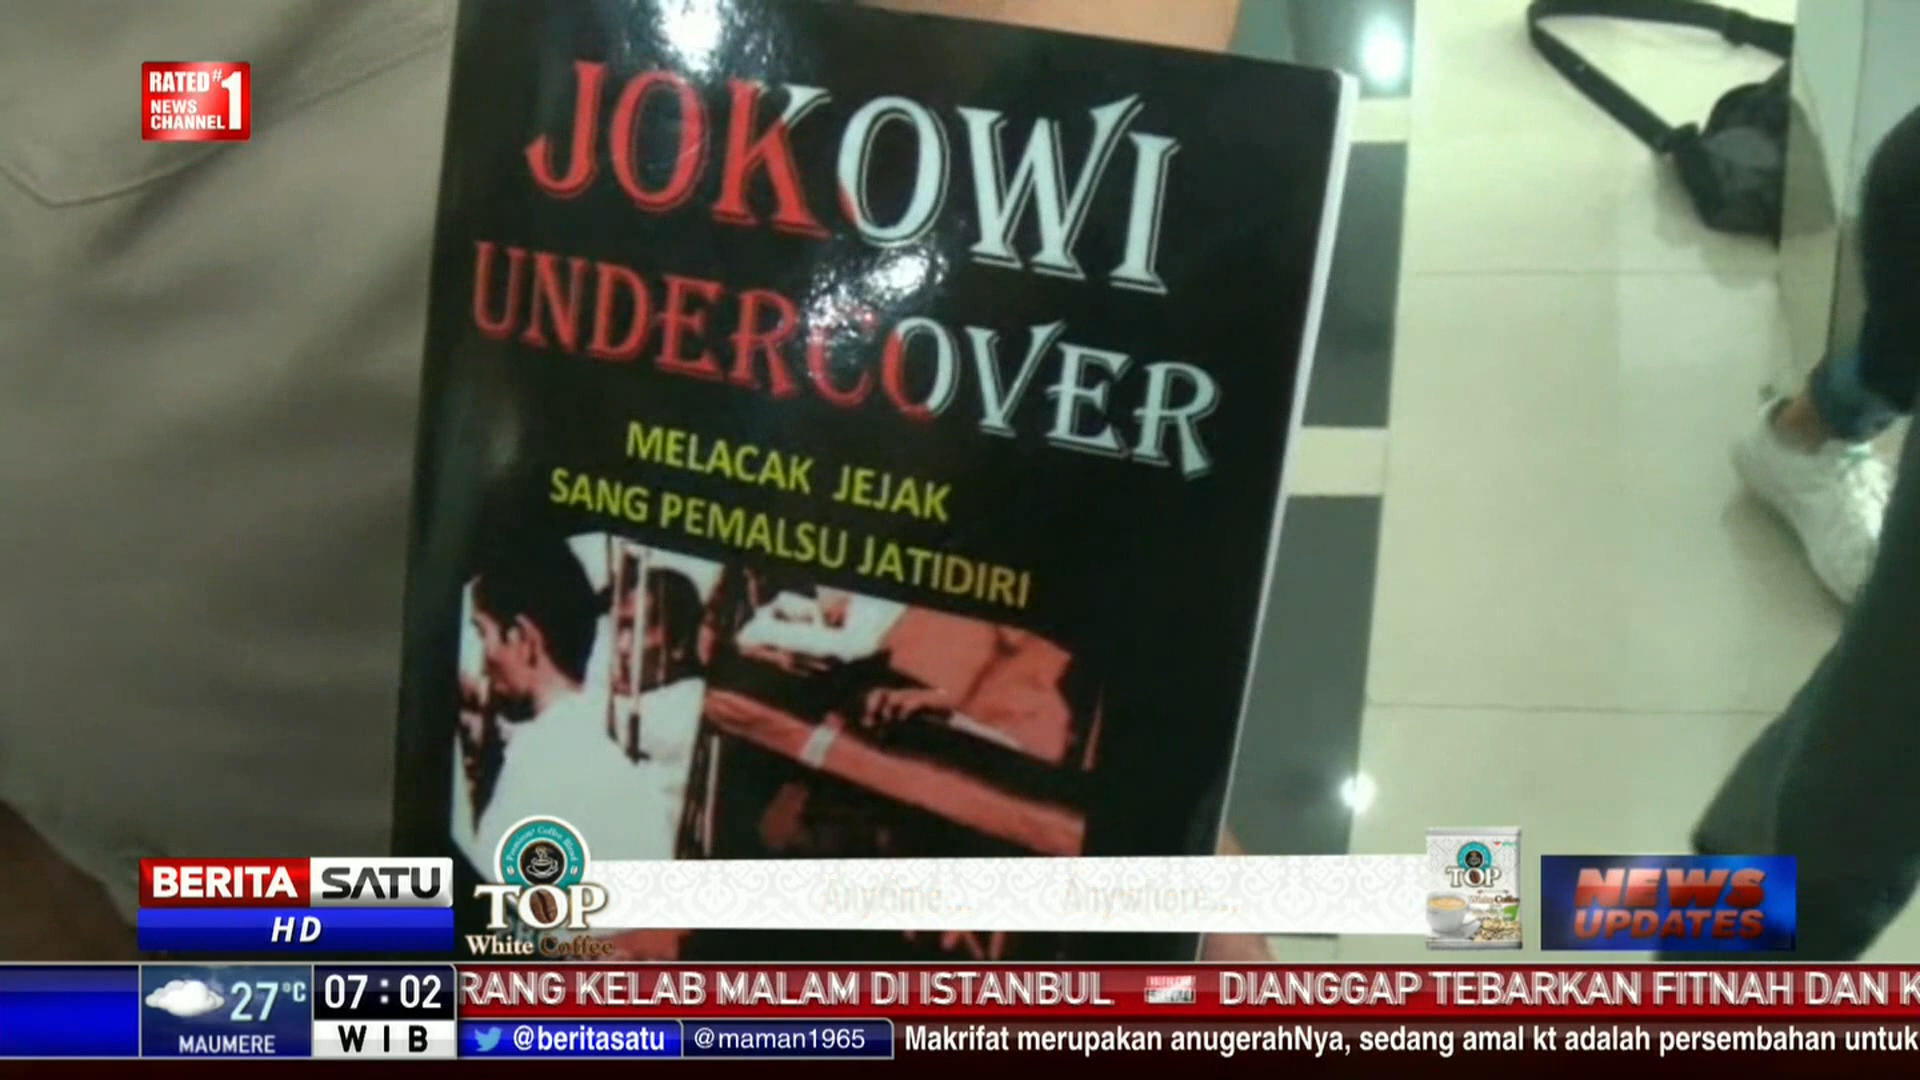 RATED #1
NEWS
CHANNEL
JOKOWI
UNDERCOVER
MELACAK JEJAK
SANG PEMALSU JATIDIRI
BERITA SATU
HD
TOP
White Coffee
Anytime... Anywhere...
TOP
NEWS
UPDATES
27°C
MAUMERE
07:02
WIB
RANG KELAB MALAM DI ISTANBUL DIANGGAP TEBARKAN FITNAH DAN K
@beritasatu @maman1965 Makrifat merupakan anugerahNya, sedang amal kt adalah persembahan untuk